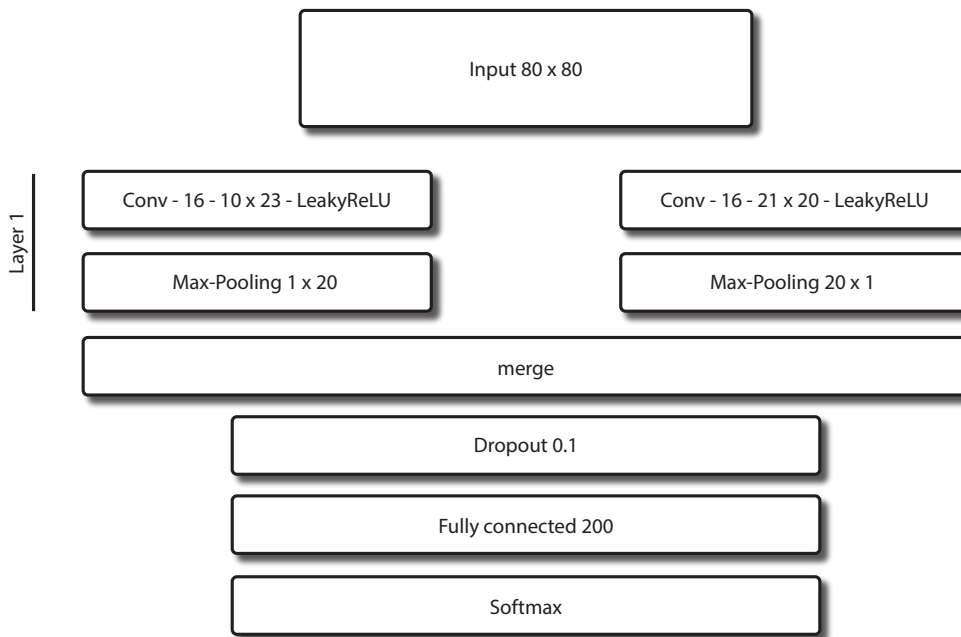 Input 80 x 80
Layer 1
Conv - 16 - 10 x 23 - LeakyReLU
Conv - 16 - 21 x 20 - LeakyReLU
Max-Pooling 1 x 20
Max-Pooling 20 x 1
merge
Dropout 0.1
Fully connected 200
Softmax